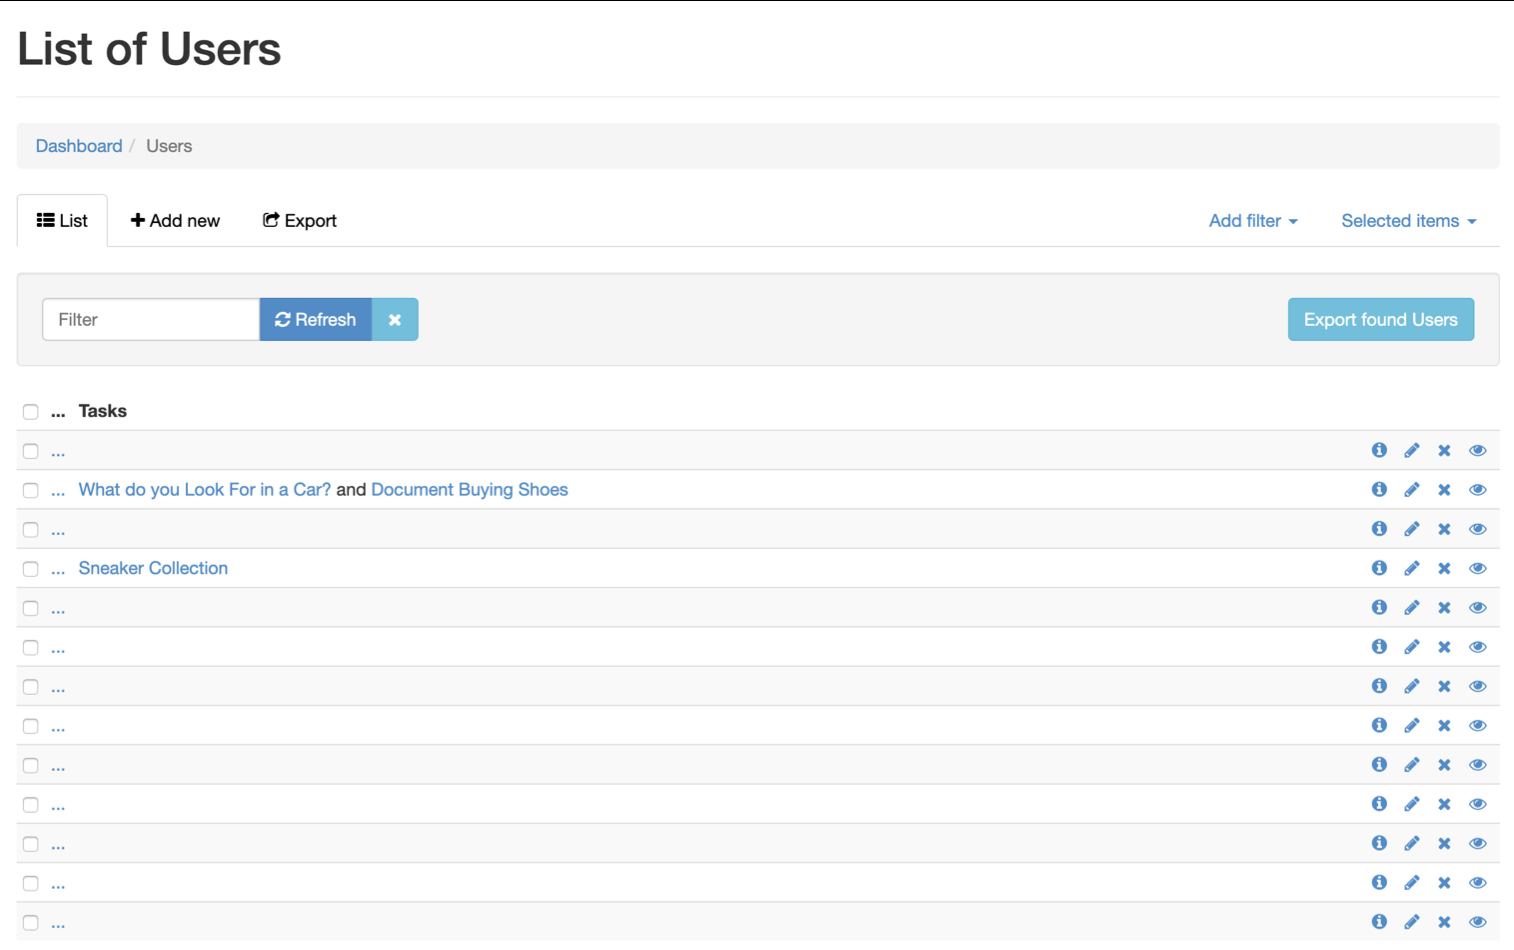 List of Users
Dashboard / Users
List Add new Export Add filter Selected items
Filter Refresh Export found Users
... Tasks
...
... What do you Look For in a Car? and Document Buying Shoes
...
... Sneaker Collection
...
...
...
...
...
...
...
...
...